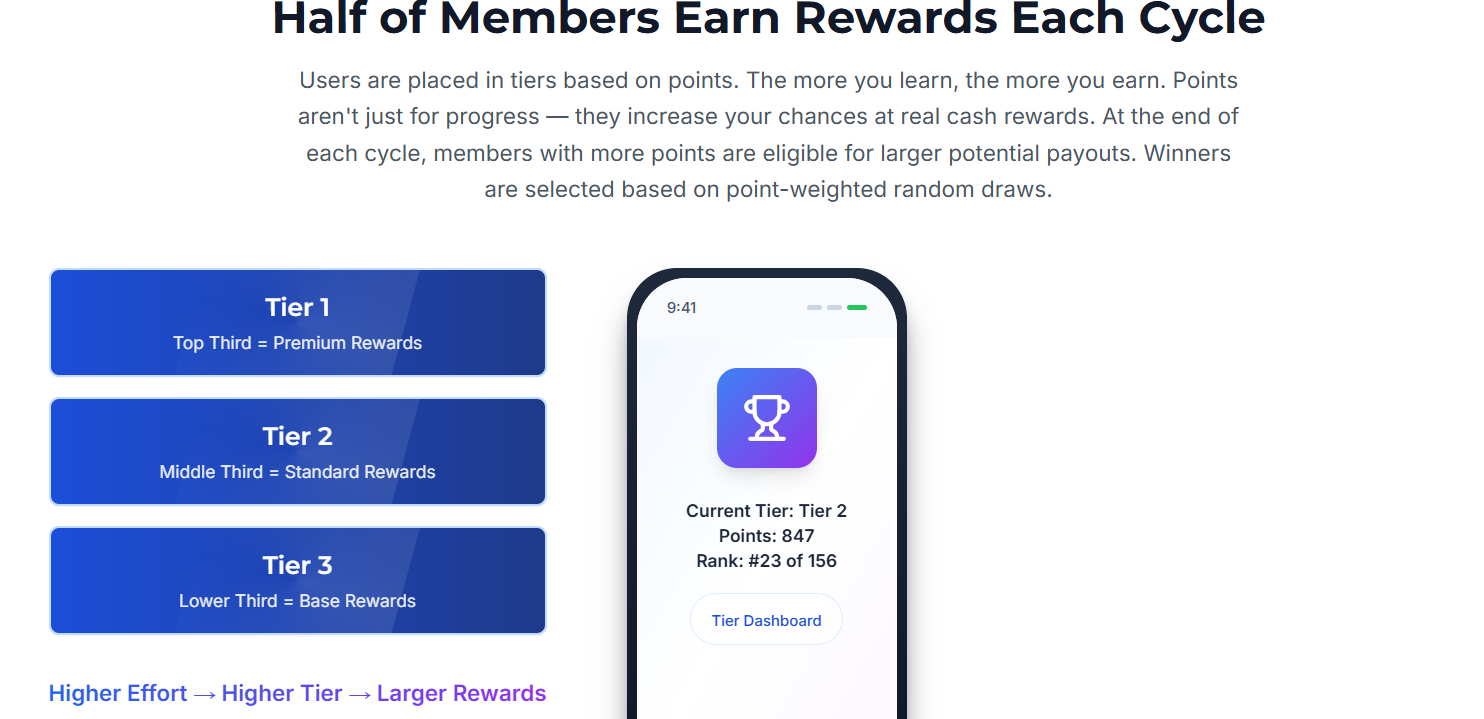 Half of Members Earn Rewards Each Cycle
Users are placed in tiers based on points. The more you learn, the more you earn. Points
aren't just for progress — they increase your chances at real cash rewards. At the end of
each cycle, members with more points are eligible for larger potential payouts. Winners
are selected based on point-weighted random draws.
Tier 1
Top Third = Premium Rewards
Tier 2
Middle Third = Standard Rewards
Tier 3
Lower Third = Base Rewards
Higher Effort → Higher Tier → Larger Rewards
9:41
Current Tier: Tier 2
Points: 847
Rank: #23 of 156
Tier Dashboard